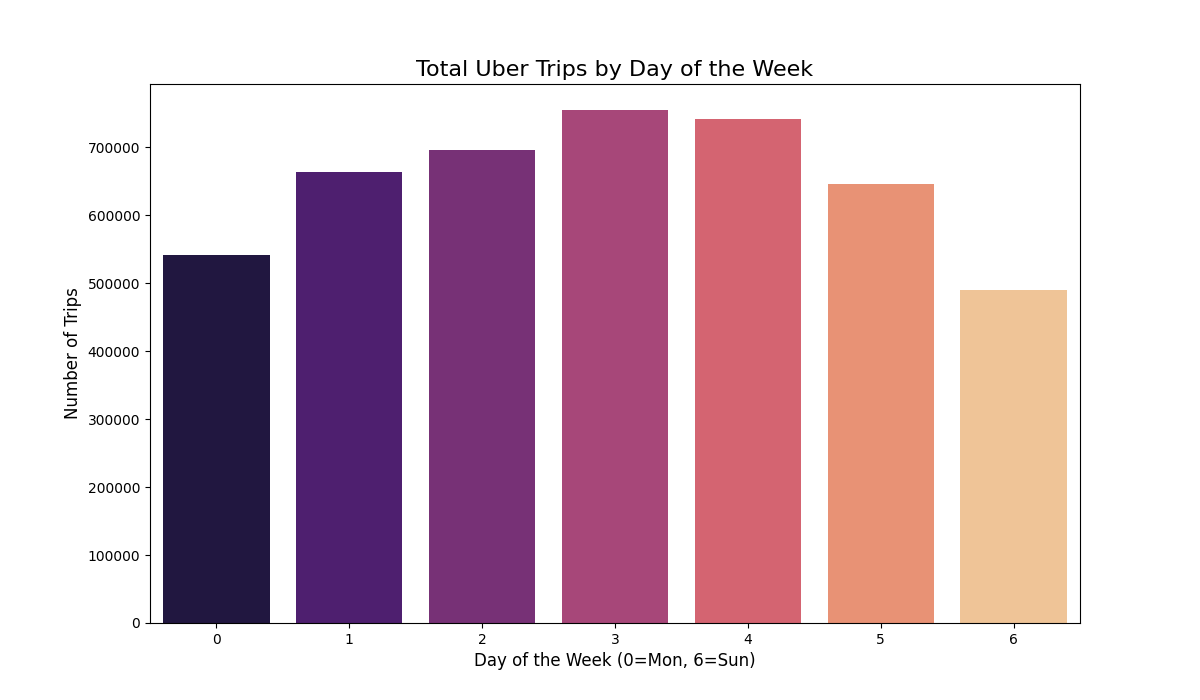 Total Uber Trips by Day of the Week
Number of Trips
700000
600000
500000
400000
300000
200000
100000
0
0 1 2 3 4 5 6
Day of the Week (0=Mon, 6=Sun)